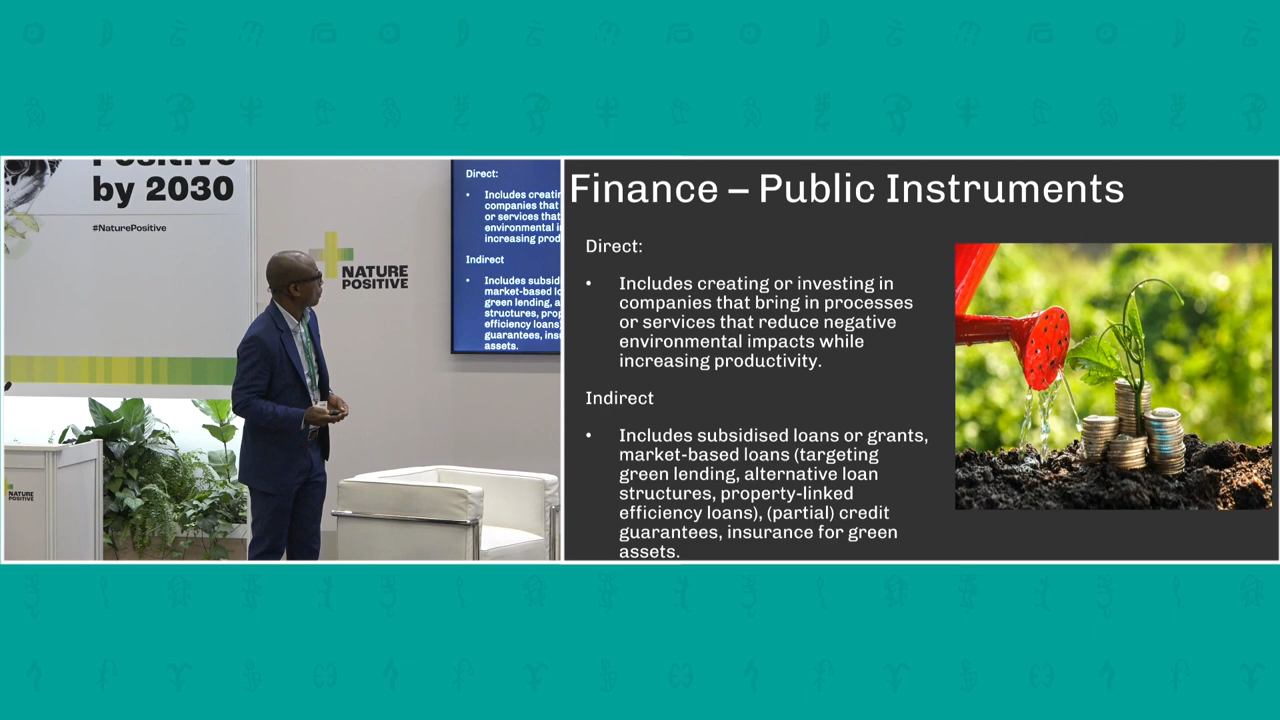 Positive
by 2030
#NaturePositive
NATURE
POSITIVE
NATURE
POSITIVE
Direct:
• Includes creatin
companies that
or services that
environmental i
increasing prod
Indirect
• Includes subsid
market-based lo
green lending, a
structures, prop
efficiency loans
guarantees, ins
assets.
Finance – Public Instruments
Direct:
• Includes creating or investing in
companies that bring in processes
or services that reduce negative
environmental impacts while
increasing productivity.
Indirect
• Includes subsidised loans or grants,
market-based loans (targeting
green lending, alternative loan
structures, property-linked
efficiency loans), (partial) credit
guarantees, insurance for green
assets.